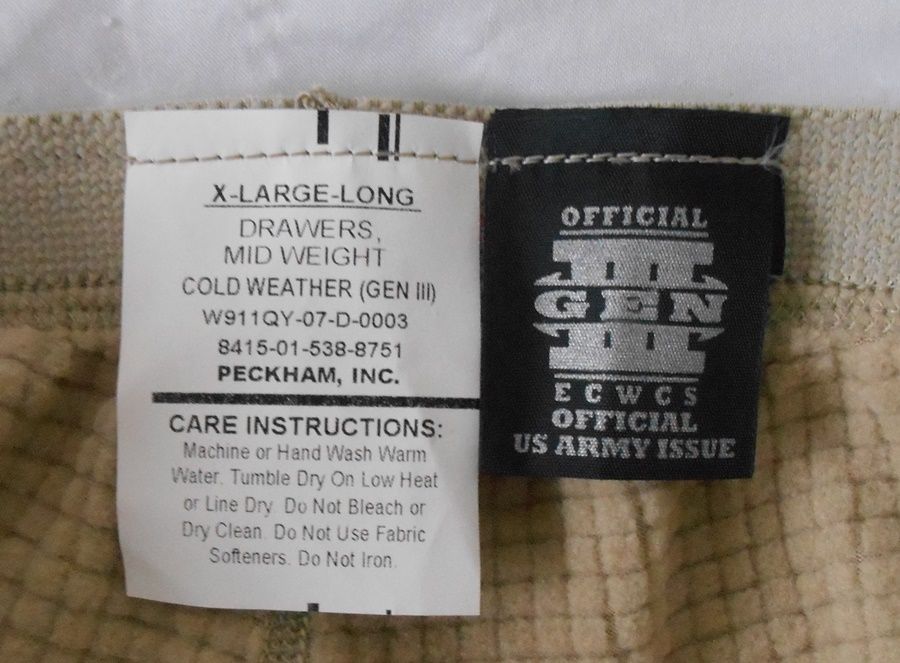 X-LARGE-LONG
DRAWERS,
MID WEIGHT
COLD WEATHER (GEN III)
W911QY-07-D-0003
8415-01-538-8751
PECKHAM, INC.
CARE INSTRUCTIONS:
Machine or Hand Wash Warm
Water. Tumble Dry On Low Heat
or Line Dry. Do Not Bleach or
Dry Clean. Do Not Use Fabric
Softeners. Do Not Iron.
OFFICIAL
III
GEN
III
ECWCS
OFFICIAL
US ARMY ISSUE